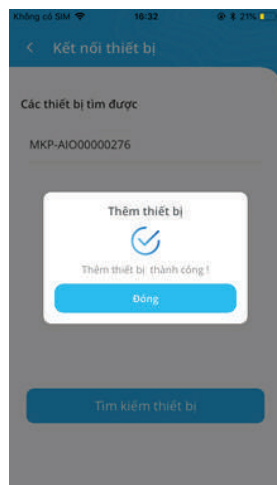 Không có SIM 16:32 21%
Kết nối thiết bị
Các thiết bị tìm được
MKP-AIO00000276
Thêm thiết bị
Thêm thiết bị thành công !
Đóng
Tìm kiếm thiết bị